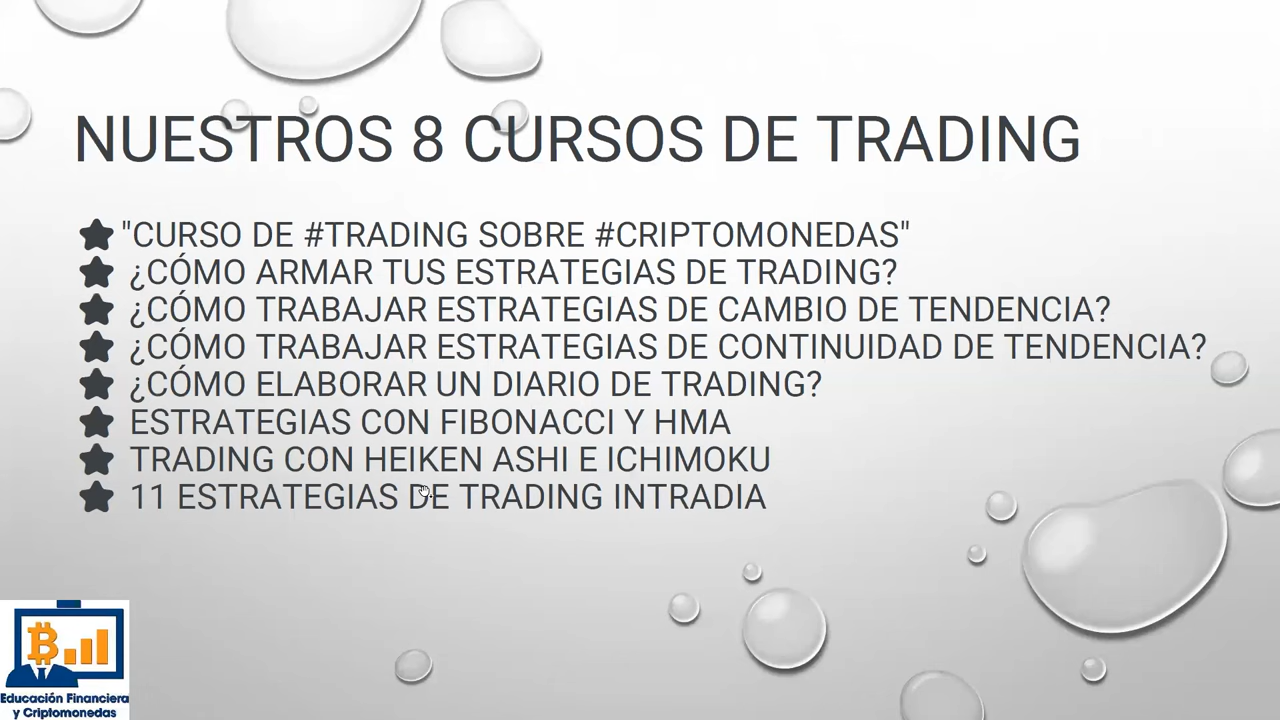 NUESTROS 8 CURSOS DE TRADING
"CURSO DE #TRADING SOBRE #CRIPTOMONEDAS"
¿CÓMO ARMAR TUS ESTRATEGIAS DE TRADING?
¿CÓMO TRABAJAR ESTRATEGIAS DE CAMBIO DE TENDENCIA?
¿CÓMO TRABAJAR ESTRATEGIAS DE CONTINUIDAD DE TENDENCIA?
¿CÓMO ELABORAR UN DIARIO DE TRADING?
ESTRATEGIAS CON FIBONACCI Y HMA
TRADING CON HEIKEN ASHI E ICHIMOKU
11 ESTRATEGIAS DE TRADING INTRADIA
Educación Financiera
y Criptomonedas